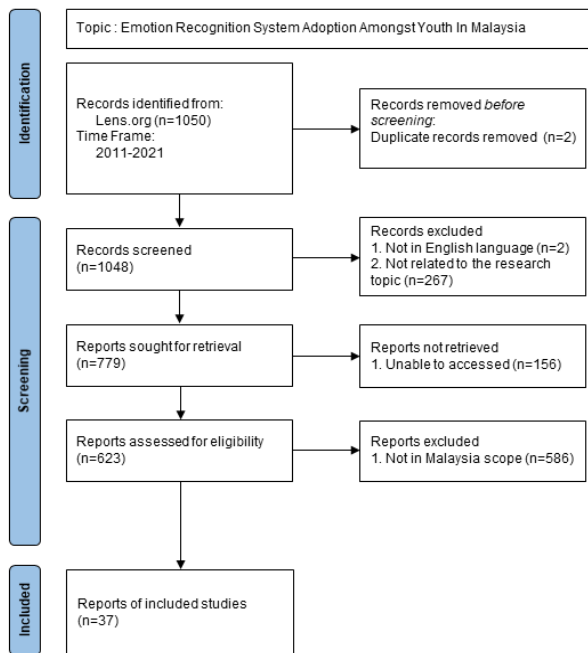 Topic : Emotion Recognition System Adoption Amongst Youth In Malaysia
Identification
Records identified from:
Lens.org (n=1050)
Time Frame:
2011-2021
Records removed before
screening:
Duplicate records removed (n=2)
Screening
Records screened
(n=1048)
Records excluded
1. Not in English language (n=2)
2. Not related to the research
topic (n=267)
Reports sought for retrieval
(n=779)
Reports not retrieved
1. Unable to accessed (n=156)
Reports assessed for eligibility
(n=623)
Reports excluded
1. Not in Malaysia scope (n=586)
Included
Reports of included studies
(n=37)